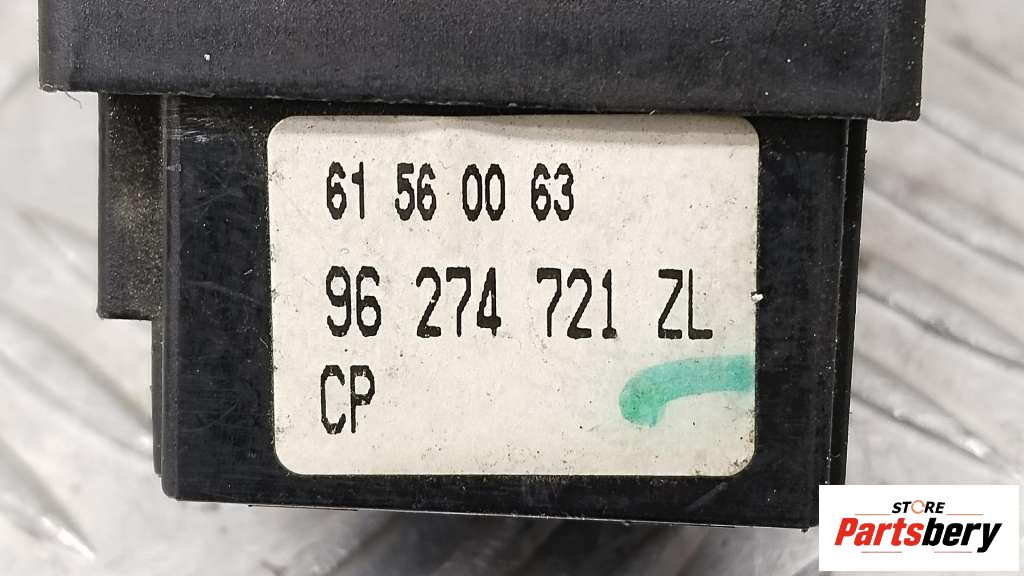 61 56 00 63
96 274 721 ZL
CP
STORE
Partsbery